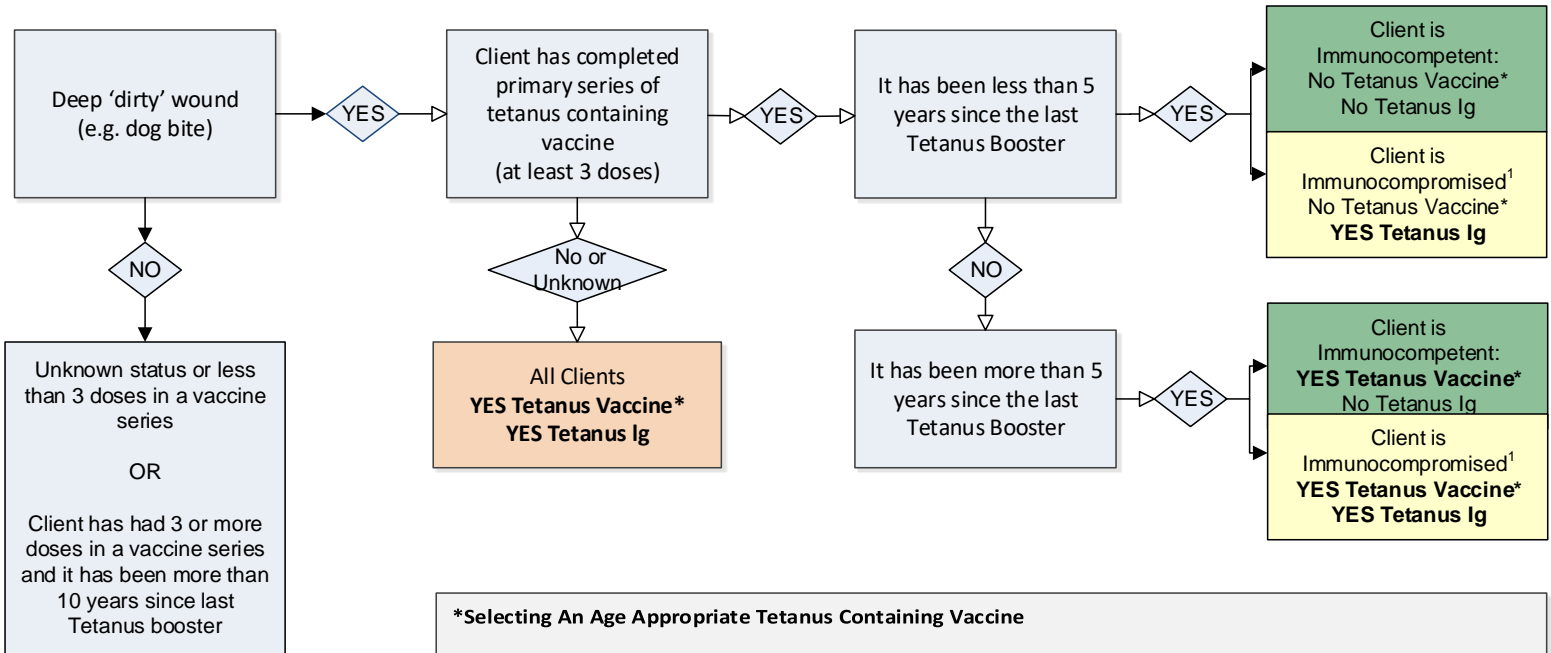 Deep ‘dirty’ wound
(e.g. dog bite)
YES
Client has completed
primary series of
tetanus containing
vaccine
(at least 3 doses)
YES
It has been less than 5
years since the last
Tetanus Booster
YES
Client is
Immunocompetent:
No Tetanus Vaccine*
No Tetanus Ig
Client is
Immunocompromised¹
No Tetanus Vaccine*
YES Tetanus Ig
NO
No or
Unknown
NO
Unknown status or less
than 3 doses in a vaccine
series
OR
Client has had 3 or more
doses in a vaccine series
and it has been more than
10 years since last
Tetanus booster
All Clients
YES Tetanus Vaccine*
YES Tetanus Ig
It has been more than 5
years since the last
Tetanus Booster
YES
Client is
Immunocompetent:
YES Tetanus Vaccine*
No Tetanus Ig
Client is
Immunocompromised¹
YES Tetanus Vaccine*
YES Tetanus Ig
*Selecting An Age Appropriate Tetanus Containing Vaccine